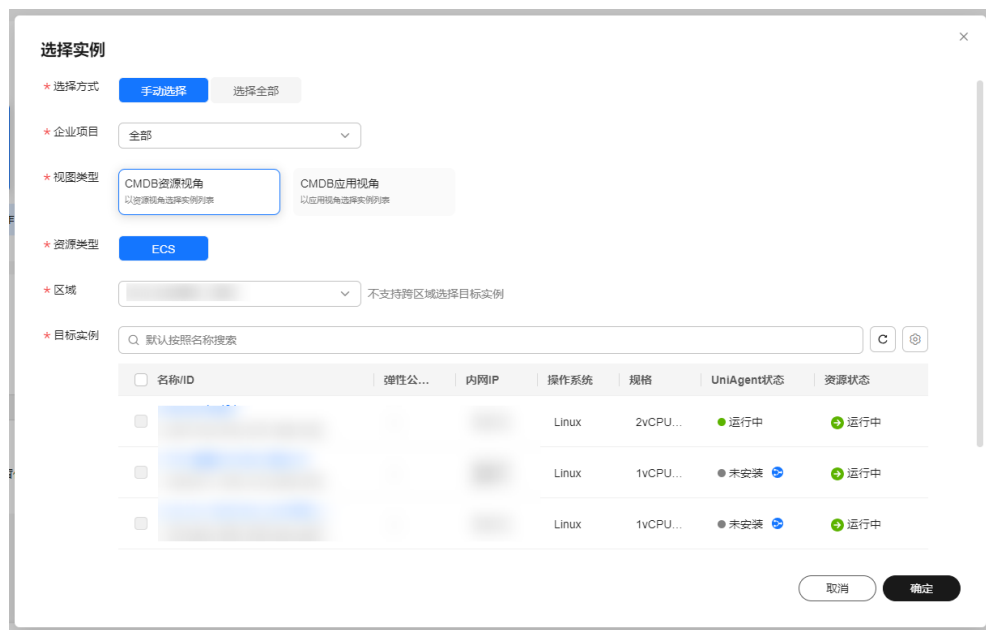 选择实例
* 选择方式 手动选择 选择全部
* 企业项目 全部
* 视图类型 CMDB资源视角 CMDB应用视角
以资源视角选择实例列表 以应用视角选择实例列表
* 资源类型 ECS
* 区域 不支持跨区域选择目标实例
* 目标实例 默认按照名称搜索
名称/ID 弹性公... 内网IP 操作系统 规格 UniAgent状态 资源状态
Linux 2vCPU... 运行中 运行中
Linux 1vCPU... 未安装 运行中
Linux 1vCPU... 未安装 运行中
取消 确定